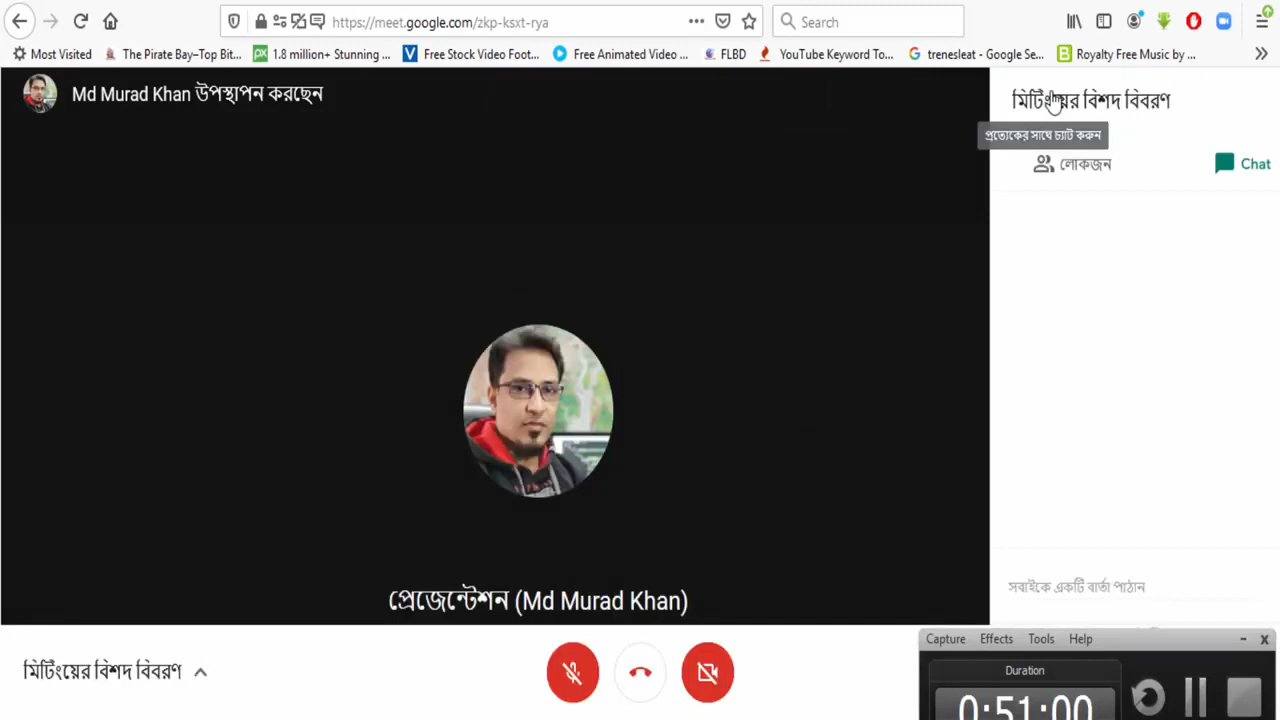 https://meet.google.com/zkp-ksxt-rya
Search
Most Visited
The Pirate Bay–Top Bit...
1.8 million+ Stunning ...
Free Stock Video Foot...
Free Animated Video ...
FLBD
YouTube Keyword To...
trenesleat - Google Se...
Royalty Free Music by ...
Md Murad Khan উপস্থাপন করছেন
মিটিংয়ের বিশদ বিবরণ
প্রত্যেকের সাথে চ্যাট করুন
লোকজন
Chat
প্রেজেন্টেশন (Md Murad Khan)
সবাইকে একটি বার্তা পাঠান
মিটিংয়ের বিশদ বিবরণ
Capture Effects Tools Help
Duration
0:51:00